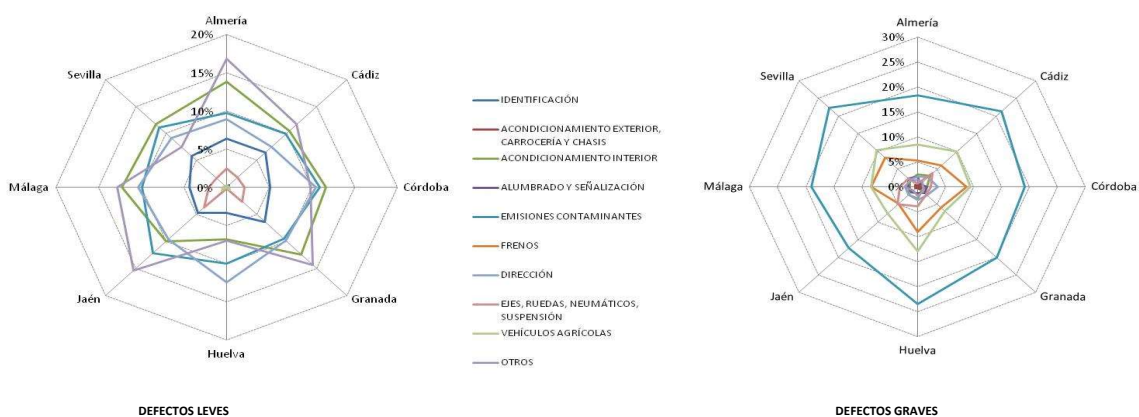 Almería
20%
15%
10%
5%
0%
Cádiz
Córdoba
Granada
Huelva
Jaén
Málaga
Sevilla
DEFECTOS LEVES
IDENTIFICACIÓN
ACONDICIONAMIENTO EXTERIOR,
CARROCERÍA Y CHASIS
ACONDICIONAMIENTO INTERIOR
ALUMBRADO Y SEÑALIZACIÓN
EMISIONES CONTAMINANTES
FRENOS
DIRECCIÓN
EJES, RUEDAS, NEUMÁTICOS,
SUSPENSIÓN
VEHÍCULOS AGRÍCOLAS
OTROS
Almería
30%
25%
20%
15%
10%
5%
0%
Cádiz
Córdoba
Granada
Huelva
Jaén
Málaga
Sevilla
DEFECTOS GRAVES